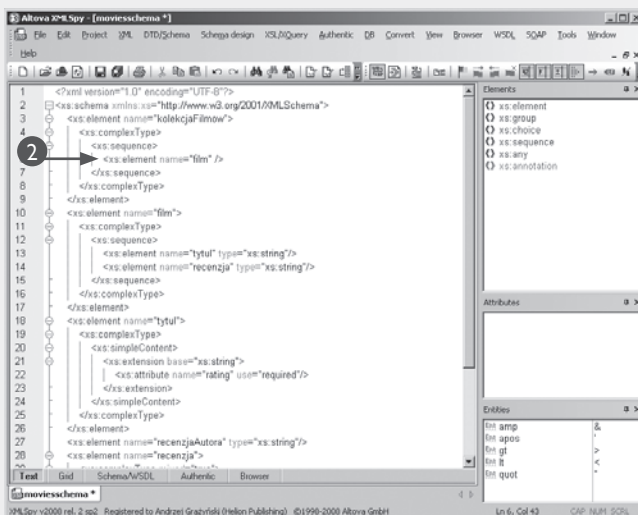 Altova XMLSpy - [moviesschema *]
File Edit Project XML DTD/Schema Schema design XSL/XQuery Authentic DB Convert View Browser WSDL SOAP Tools Window
Help
1 <?xml version="1.0" encoding="UTF-8"?>
2 <xs:schema xmlns:xs="http://www.w3.org/2001/XMLSchema">
3 <xs:element name="kolekcjaFilmow">
4 <xs:complexType>
<xs:sequence>
2
<xs:element name="film" />
7 </xs:sequence>
8 </xs:complexType>
9 </xs:element>
10 <xs:element name="film">
11 <xs:complexType>
12 <xs:sequence>
13 <xs:element name="tytul" type="xs:string"/>
14 <xs:element name="recenzja" type="xs:string"/>
15 </xs:sequence>
16 </xs:complexType>
17 </xs:element>
18 <xs:element name="tytul">
19 <xs:complexType>
20 <xs:simpleContent>
21 <xs:extension base="xs:string">
22 <xs:attribute name="rating" use="required"/>
23 </xs:extension>
24 </xs:simpleContent>
25 </xs:complexType>
26 </xs:element>
27 <xs:element name="recenzjaAutora" type="xs:string"/>
28 <xs:element name="recenzja">
Text Grid Schema/WSDL Authentic Browser
moviesschema *
Elements
xs:element
xs:group
xs:choice
xs:sequence
xs:any
xs:annotation
Attributes
Entities
Ent amp &
Ent apos '
Ent gt >
Ent lt <
Ent quot "
XMLSpy v2008 rel. 2 sp2 Registered to Andrzej Grażyński (Helion Publishing) ©1998-2008 Altova GmbH Ln 6, Col 43 CAP NUM SCRL